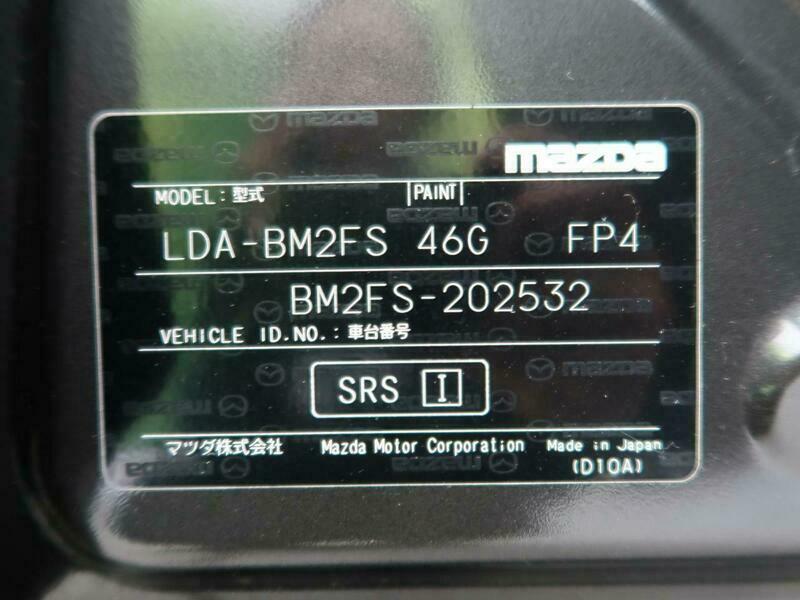 mazda
MODEL : 型式 PAINT
LDA-BM2FS 46G FP4
BM2FS-202532
VEHICLE ID.NO.: 車台番号
SRS I
マツダ株式会社 Mazda Motor Corporation Made in Japan
(D10A)